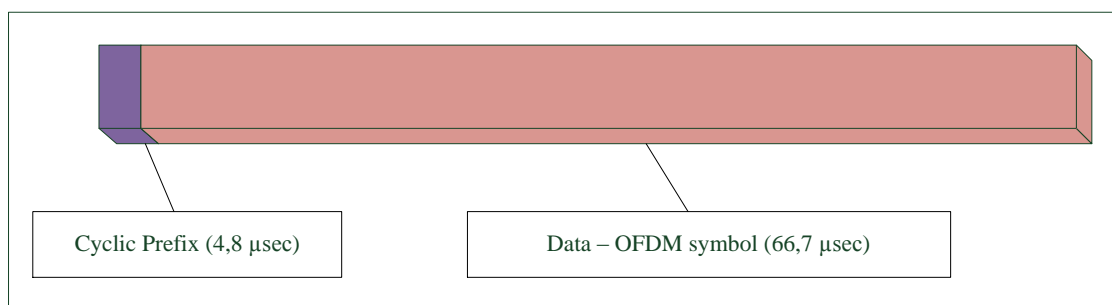 Cyclic Prefix (4,8 µsec)
Data – OFDM symbol (66,7 µsec)